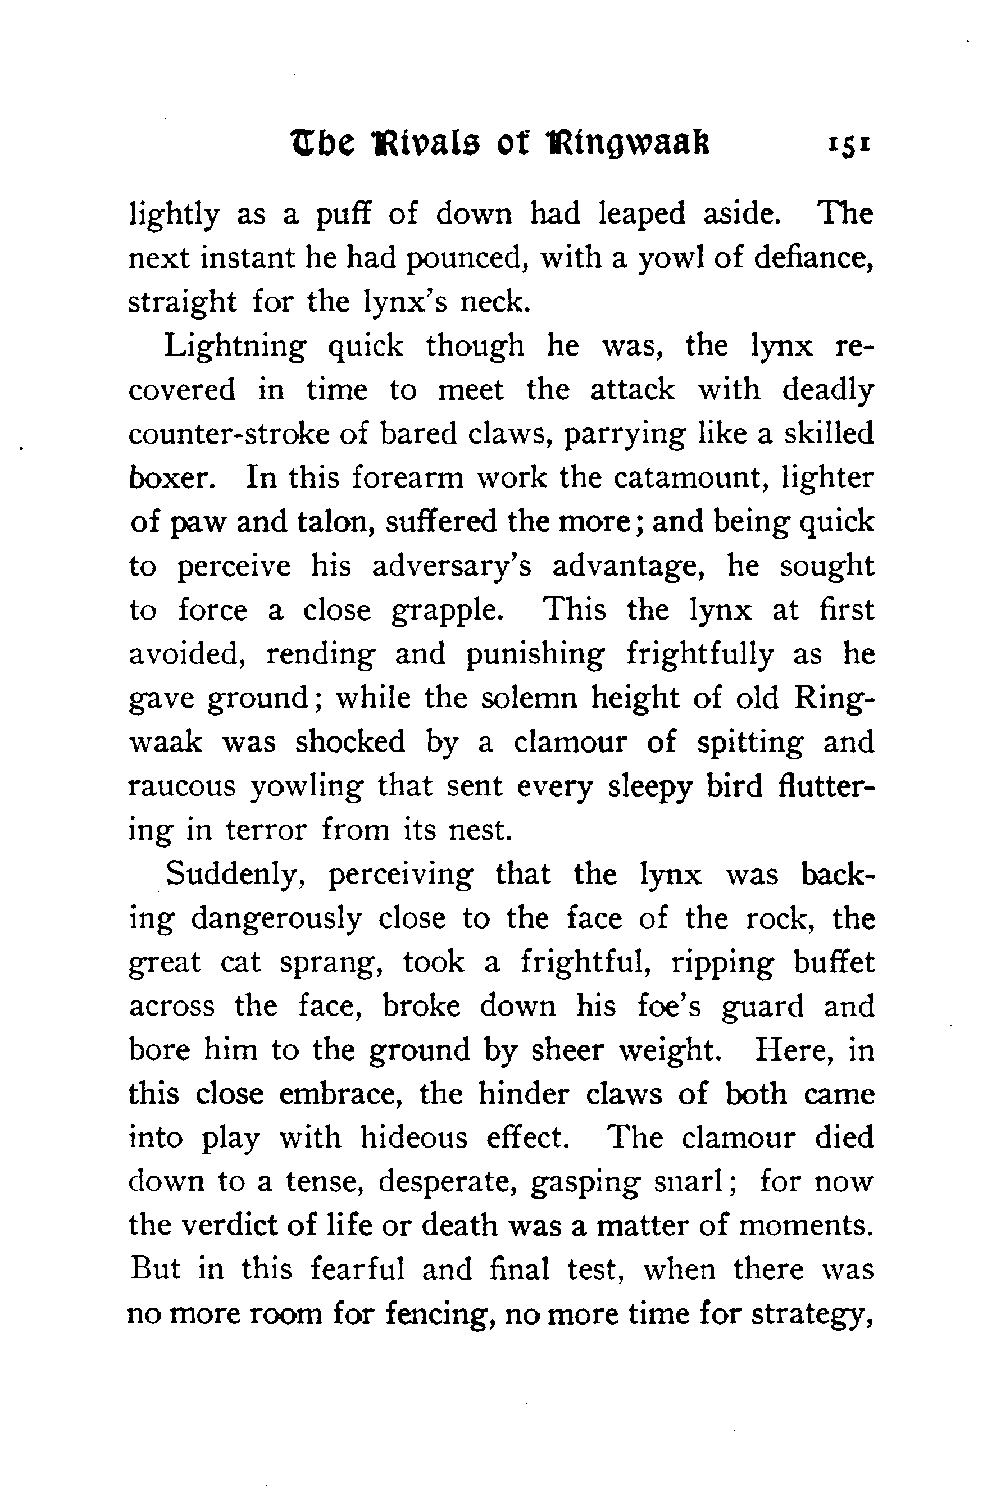 The Rivals of Ringwaak 151
lightly as a puff of down had leaped aside. The
next instant he had pounced, with a yowl of defiance,
straight for the lynx's neck.
Lightning quick though he was, the lynx re-
covered in time to meet the attack with deadly
counter-stroke of bared claws, parrying like a skilled
boxer. In this forearm work the catamount, lighter
of paw and talon, suffered the more; and being quick
to perceive his adversary's advantage, he sought
to force a close grapple. This the lynx at first
avoided, rending and punishing frightfully as he
gave ground; while the solemn height of old Ring-
waak was shocked by a clamour of spitting and
raucous yowling that sent every sleepy bird flutter-
ing in terror from its nest.
Suddenly, perceiving that the lynx was back-
ing dangerously close to the face of the rock, the
great cat sprang, took a frightful, ripping buffet
across the face, broke down his foe's guard and
bore him to the ground by sheer weight. Here, in
this close embrace, the hinder claws of both came
into play with hideous effect. The clamour died
down to a tense, desperate, gasping snarl; for now
the verdict of life or death was a matter of moments.
But in this fearful and final test, when there was
no more room for fencing, no more time for strategy,